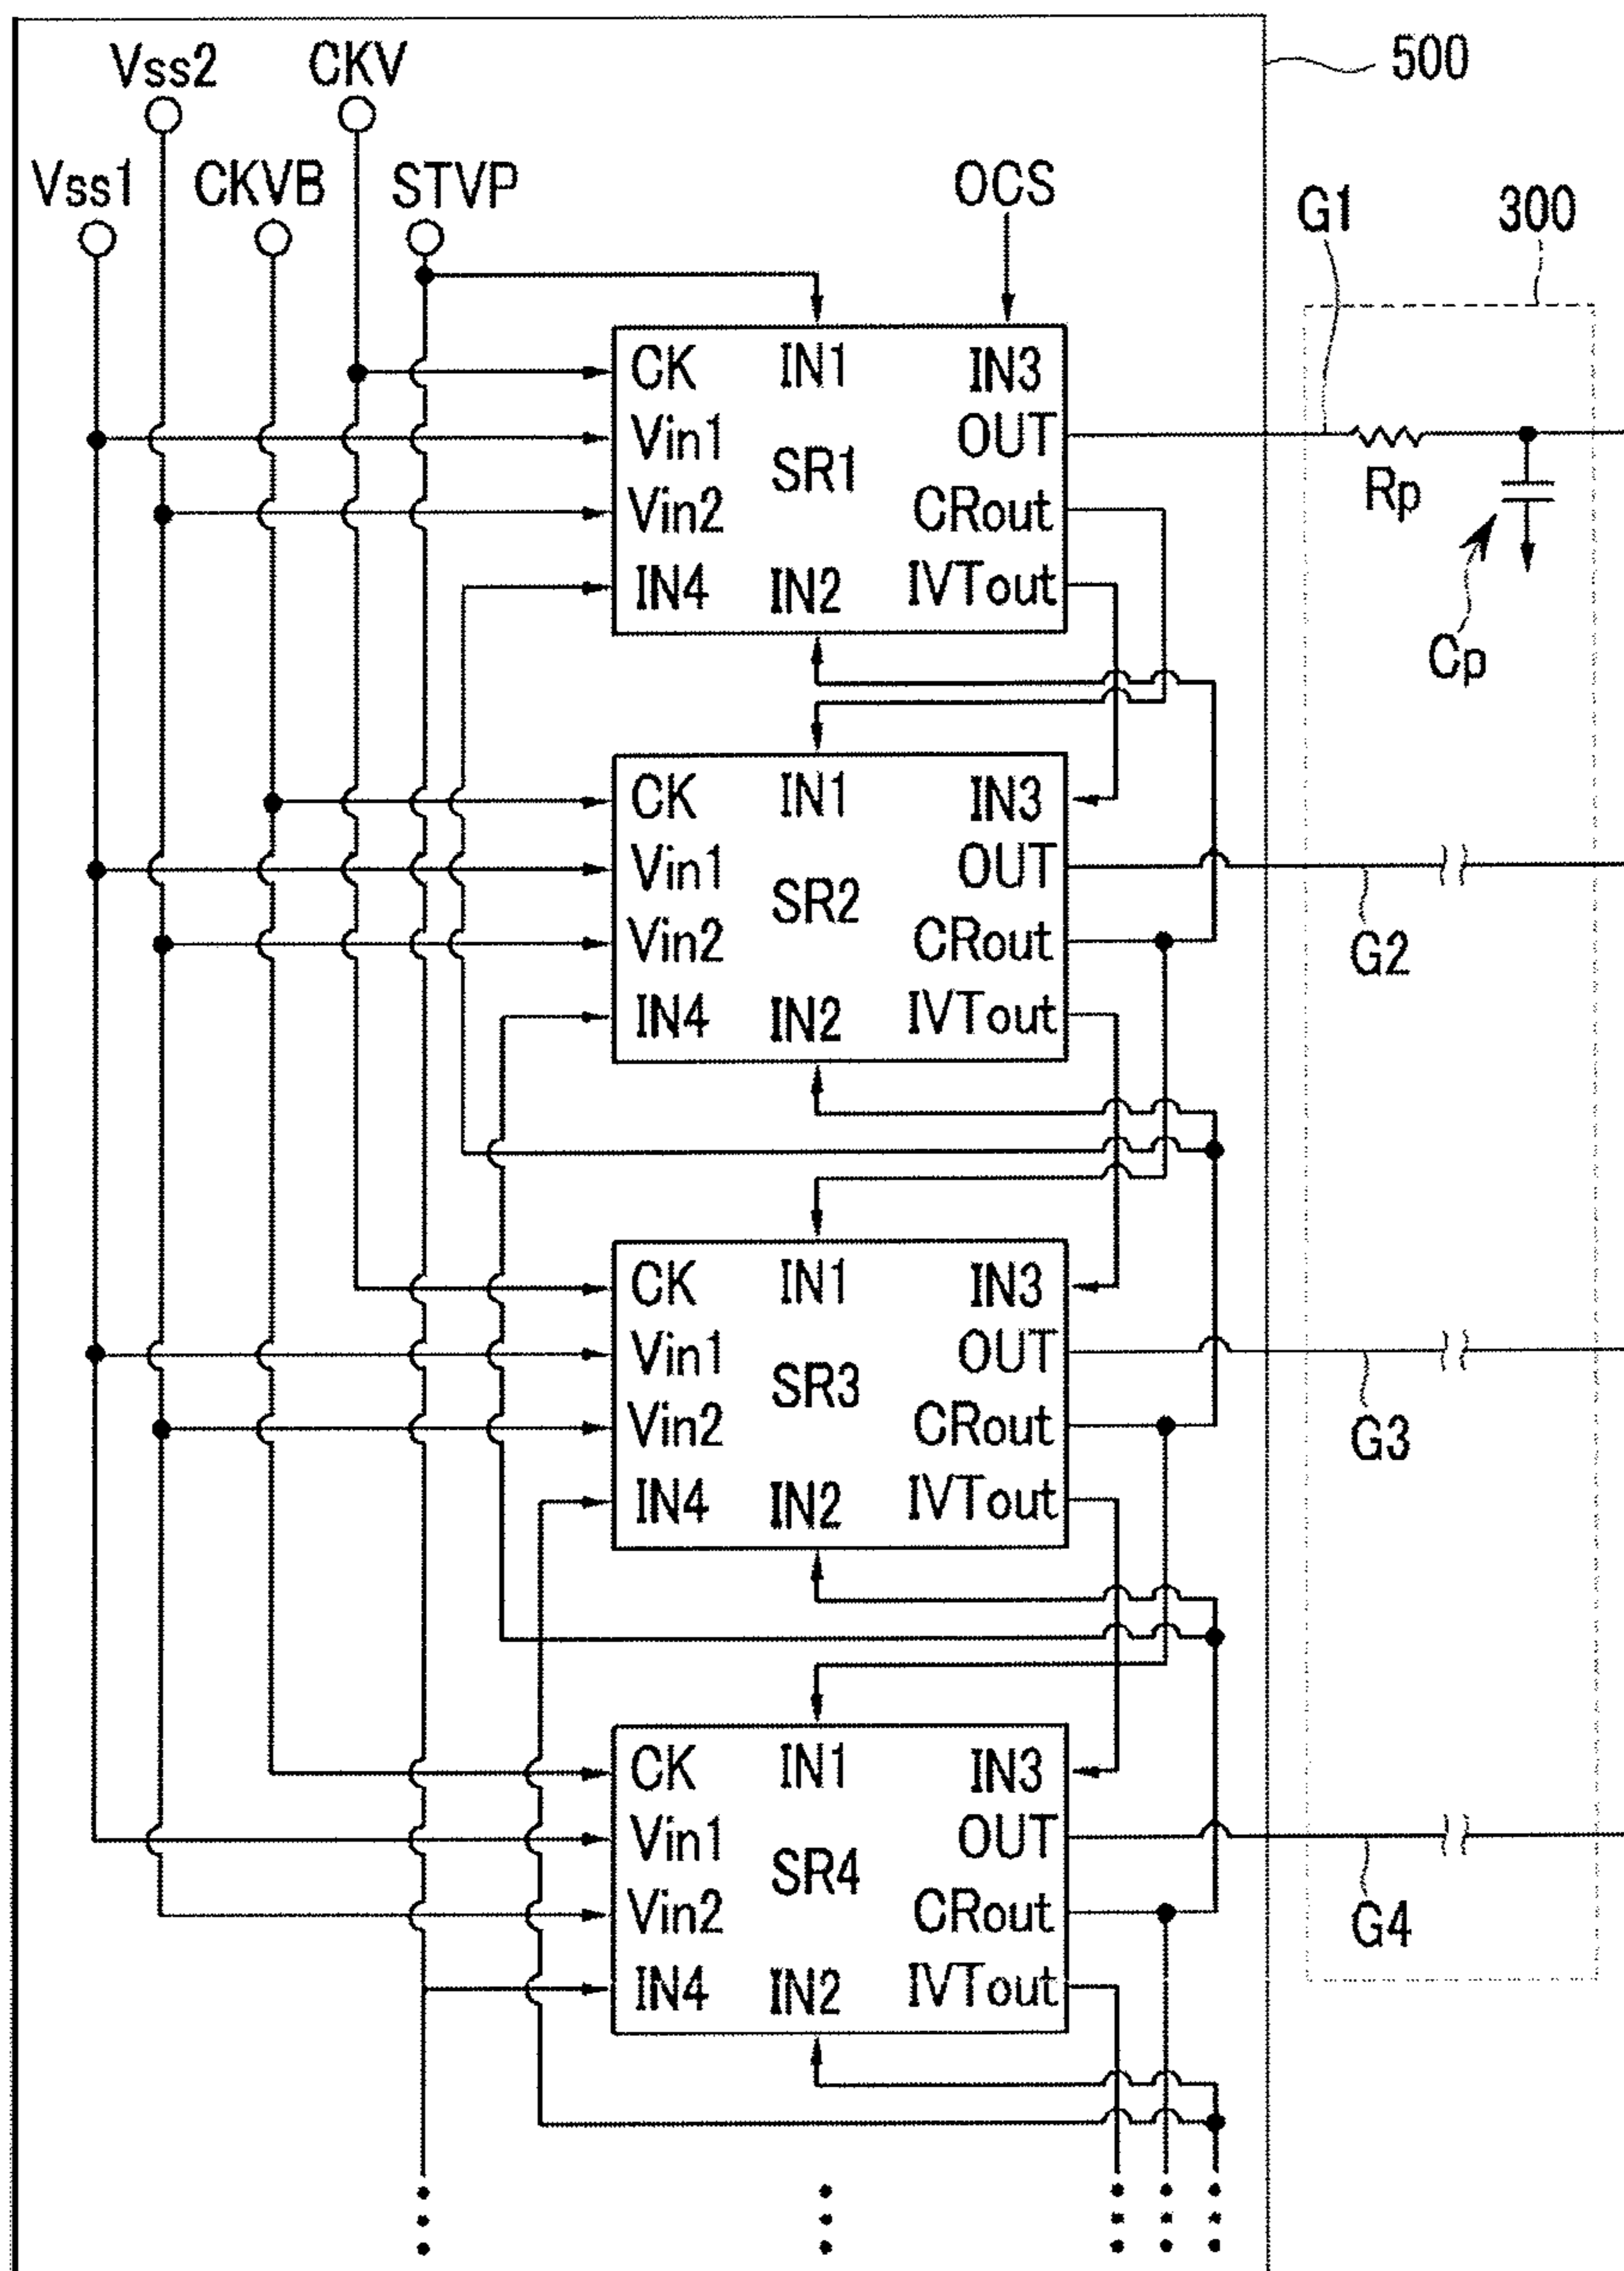 Vss2 CKV 500
Vss1 CKVB STVP OCS G1 300
CK IN1 IN3
Vin1 SR1 OUT
Vin2 CRout Rp
IN4 IN2 IVTout
Cp
CK IN1 IN3
Vin1 SR2 OUT
Vin2 CRout G2
IN4 IN2 IVTout
CK IN1 IN3
Vin1 SR3 OUT
Vin2 CRout G3
IN4 IN2 IVTout
CK IN1 IN3
Vin1 SR4 OUT
Vin2 CRout G4
IN4 IN2 IVTout